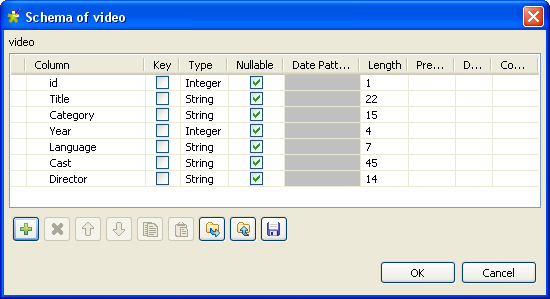 Schema of video
video
Column Key Type Nullable Date Patt... Length Pre... D... Co...
id Integer 1
Title String 22
Category String 15
Year Integer 4
Language String 7
Cast String 45
Director String 14
OK Cancel